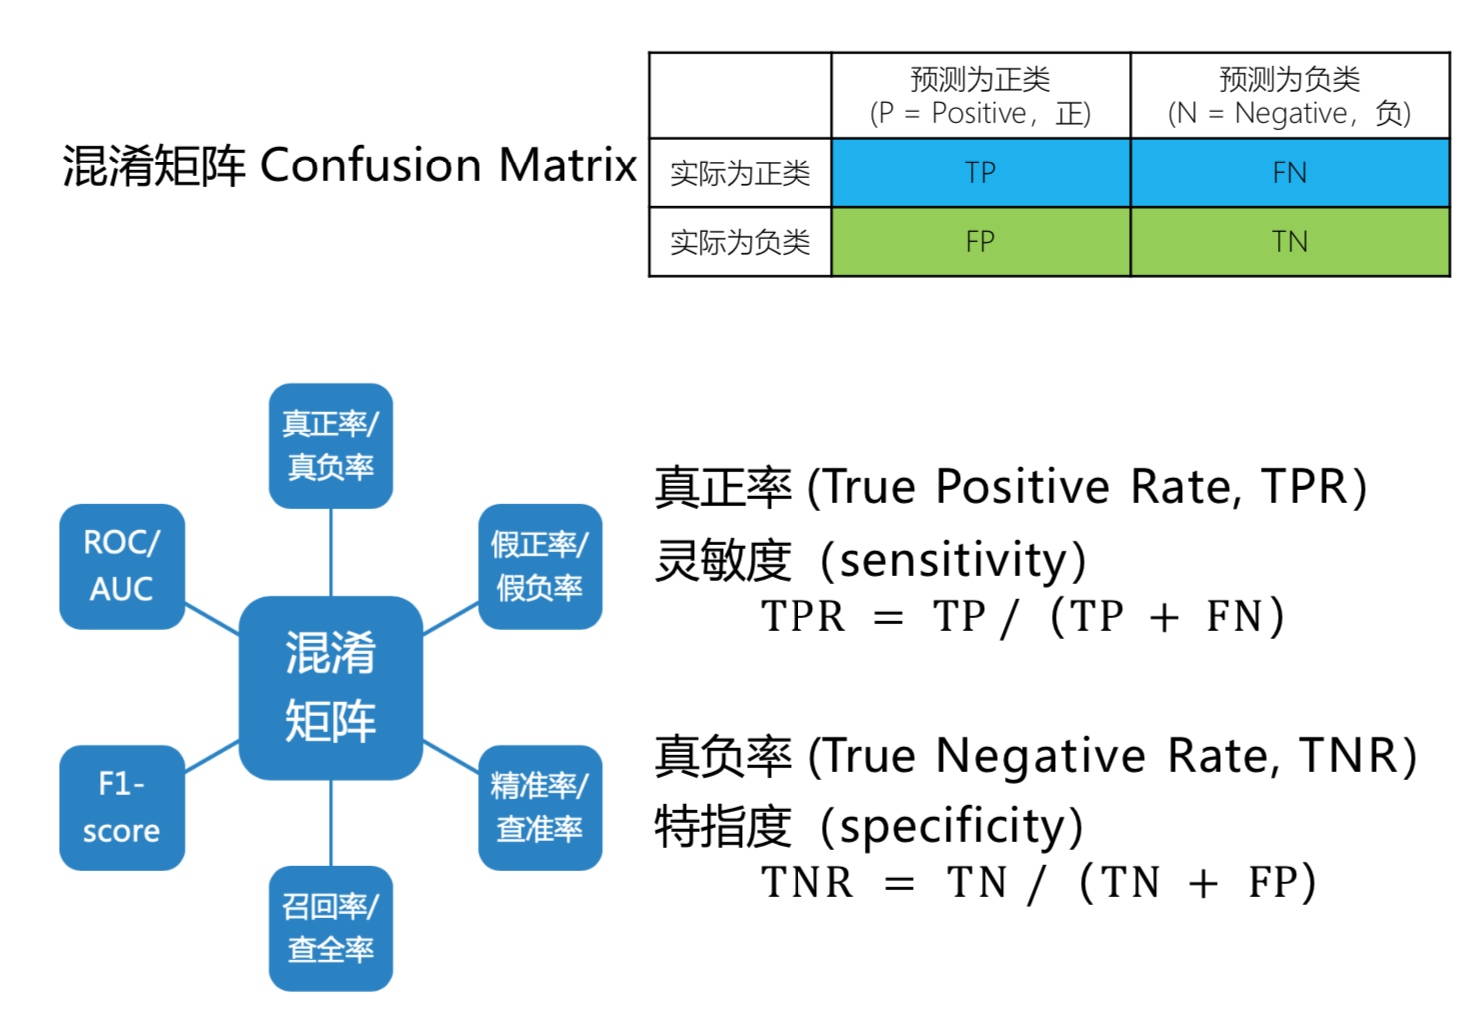 混淆矩阵 Confusion Matrix
预测为正类
(P = Positive，正)
预测为负类
(N = Negative，负)
实际为正类
TP
FN
实际为负类
FP
TN
真正率/
真负率
ROC/
AUC
假正率/
假负率
混淆
矩阵
F1-
score
精准率/
查准率
召回率/
查全率
真正率 (True Positive Rate, TPR）
灵敏度（sensitivity）
TPR = TP / (TP + FN)
真负率 (True Negative Rate, TNR）
特指度（specificity）
TNR = TN / (TN + FP)